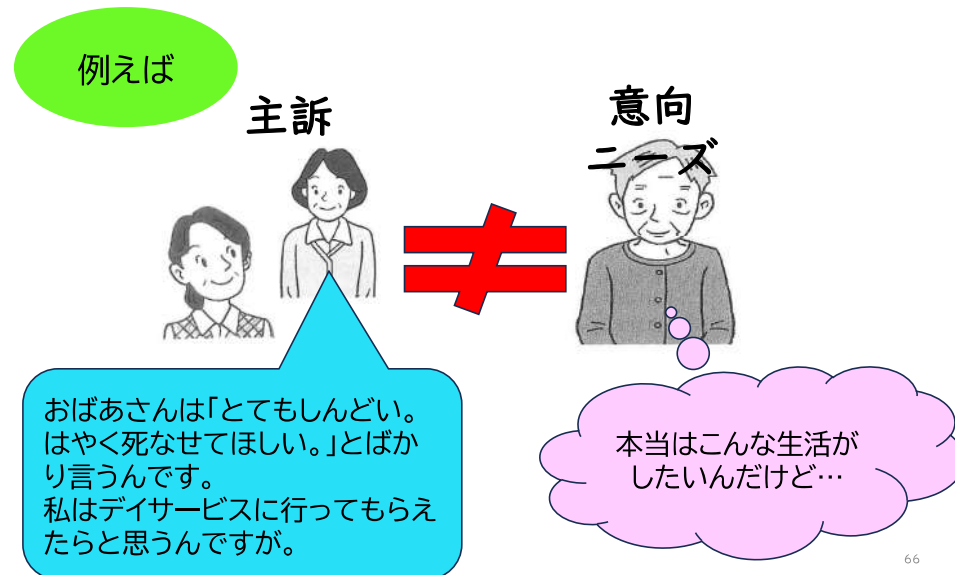 例えば
主訴
意向
ニーズ
おばあさんは「とてもしんどい。
はやく死なせてほしい。」とばか
り言うんです。
私はデイサービスに行ってもらえ
たらと思うんですが。
本当はこんな生活が
したいんだけど…
66